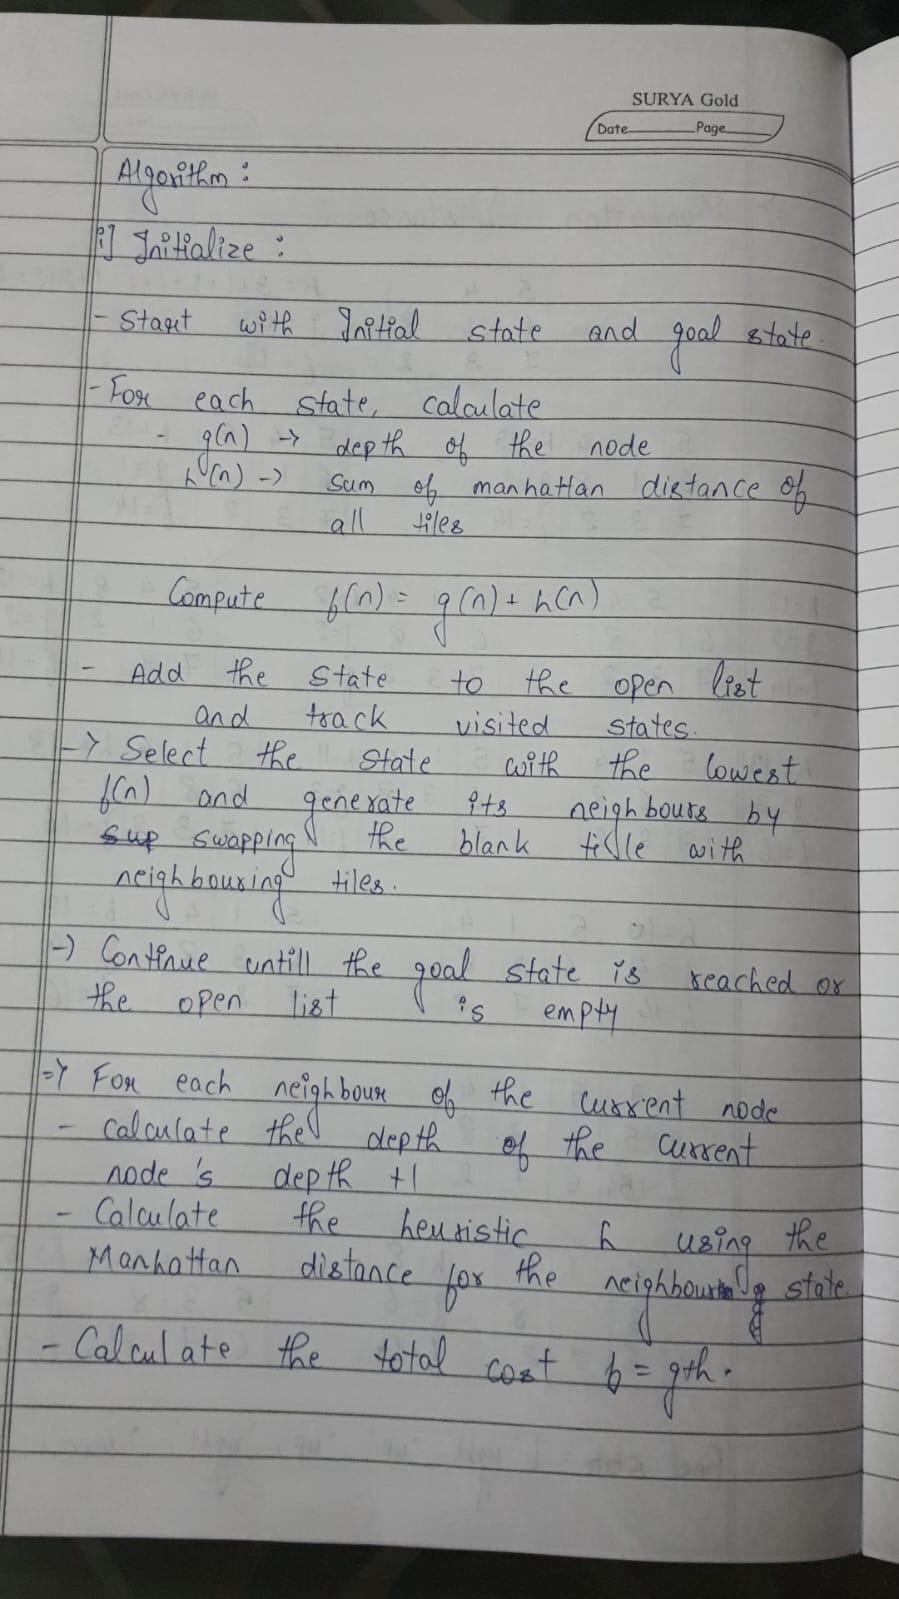 SURYA Gold
Date Page
Algorithm :
i] Initialize :
- Start with Initial state and goal state.
- For each state, calculate
- g(n) -> depth of the node
h(n) -> sum of manhattan distance of
all tiles
Compute f(n) = g(n) + h(n)
- Add the state to the open list
and track visited states.
-> Select the state with the lowest
f(n) and generate its neighbours by
sup swapping the blank tille with
neighbouring tiles.
-> Continue untill the goal state is reached or
the open list is empty
=> For each neighbour of the current node
- calculate the depth of the current
node's depth +1
- Calculate the heuristic h using the
Manhattan distance for the neighbouring state.
- Calculate the total cost f = g+h.